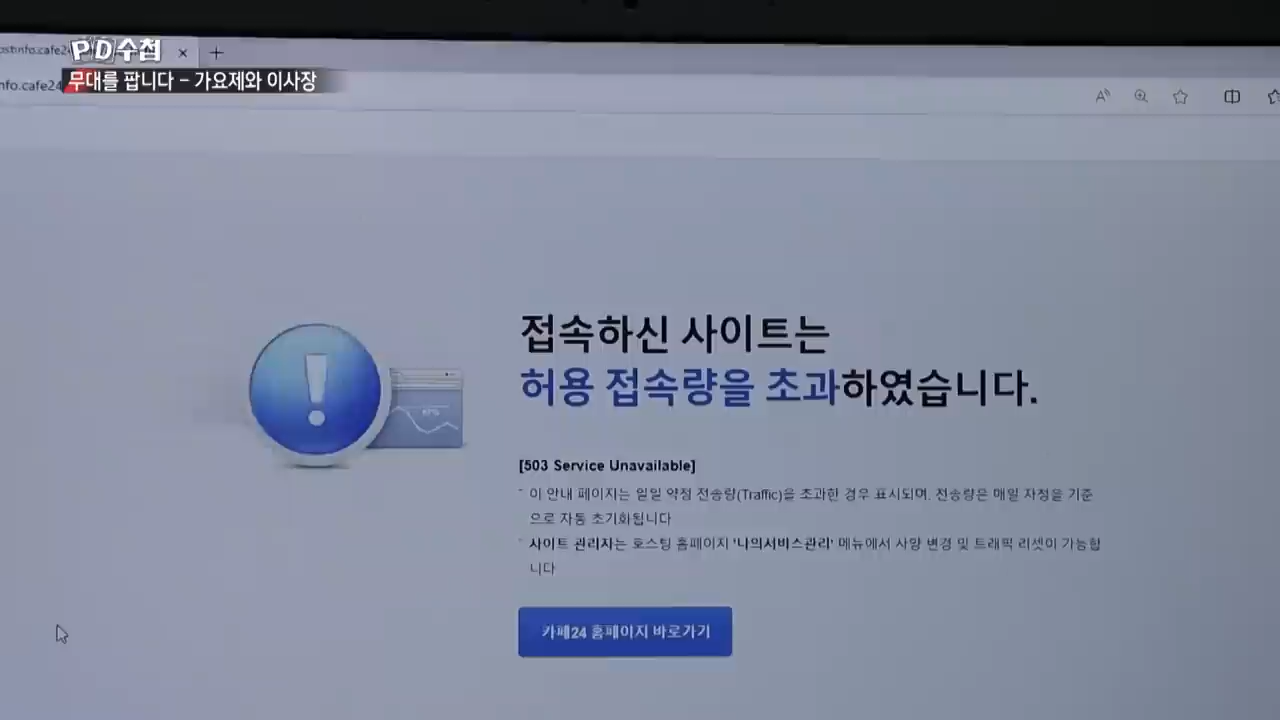 ostinfo.cafe24
PD수첩
nfo.cafe24
무대를 팝니다 - 가요제와 이사장
접속하신 사이트는
허용 접속량을 초과하였습니다.
[503 Service Unavailable]
- 이 안내 페이지는 일일 약정 전송량(Traffic)을 초과한 경우 표시되며, 전송량은 매일 자정을 기준
으로 자동 초기화됩니다
- 사이트 관리자는 호스팅 홈페이지 '나의서비스관리' 메뉴에서 사양 변경 및 트래픽 리셋이 가능합
니다
카페24 홈페이지 바로가기